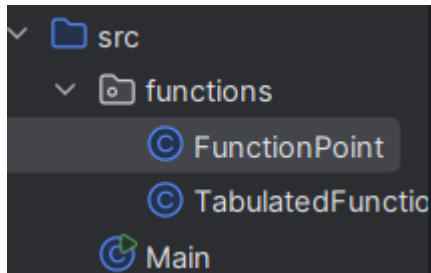 src
functions
FunctionPoint
TabulatedFunctio
Main